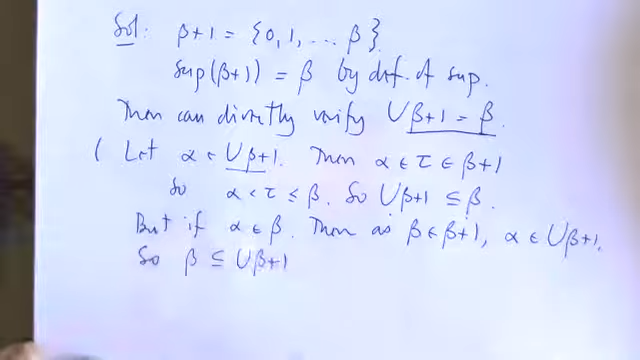 Sol: β+1 = {0, 1, ... β}.
sup(β+1) = β by def. of sup.
Then can directly verify ∪β+1 = β.
( Let α ∈ ∪β+1. Then α ∈ τ ∈ β+1
so α < τ ≤ β. So ∪β+1 ⊆ β.
But if α ∈ β. Then as β ∈ β+1, α ∈ ∪β+1.
So β ⊆ ∪β+1